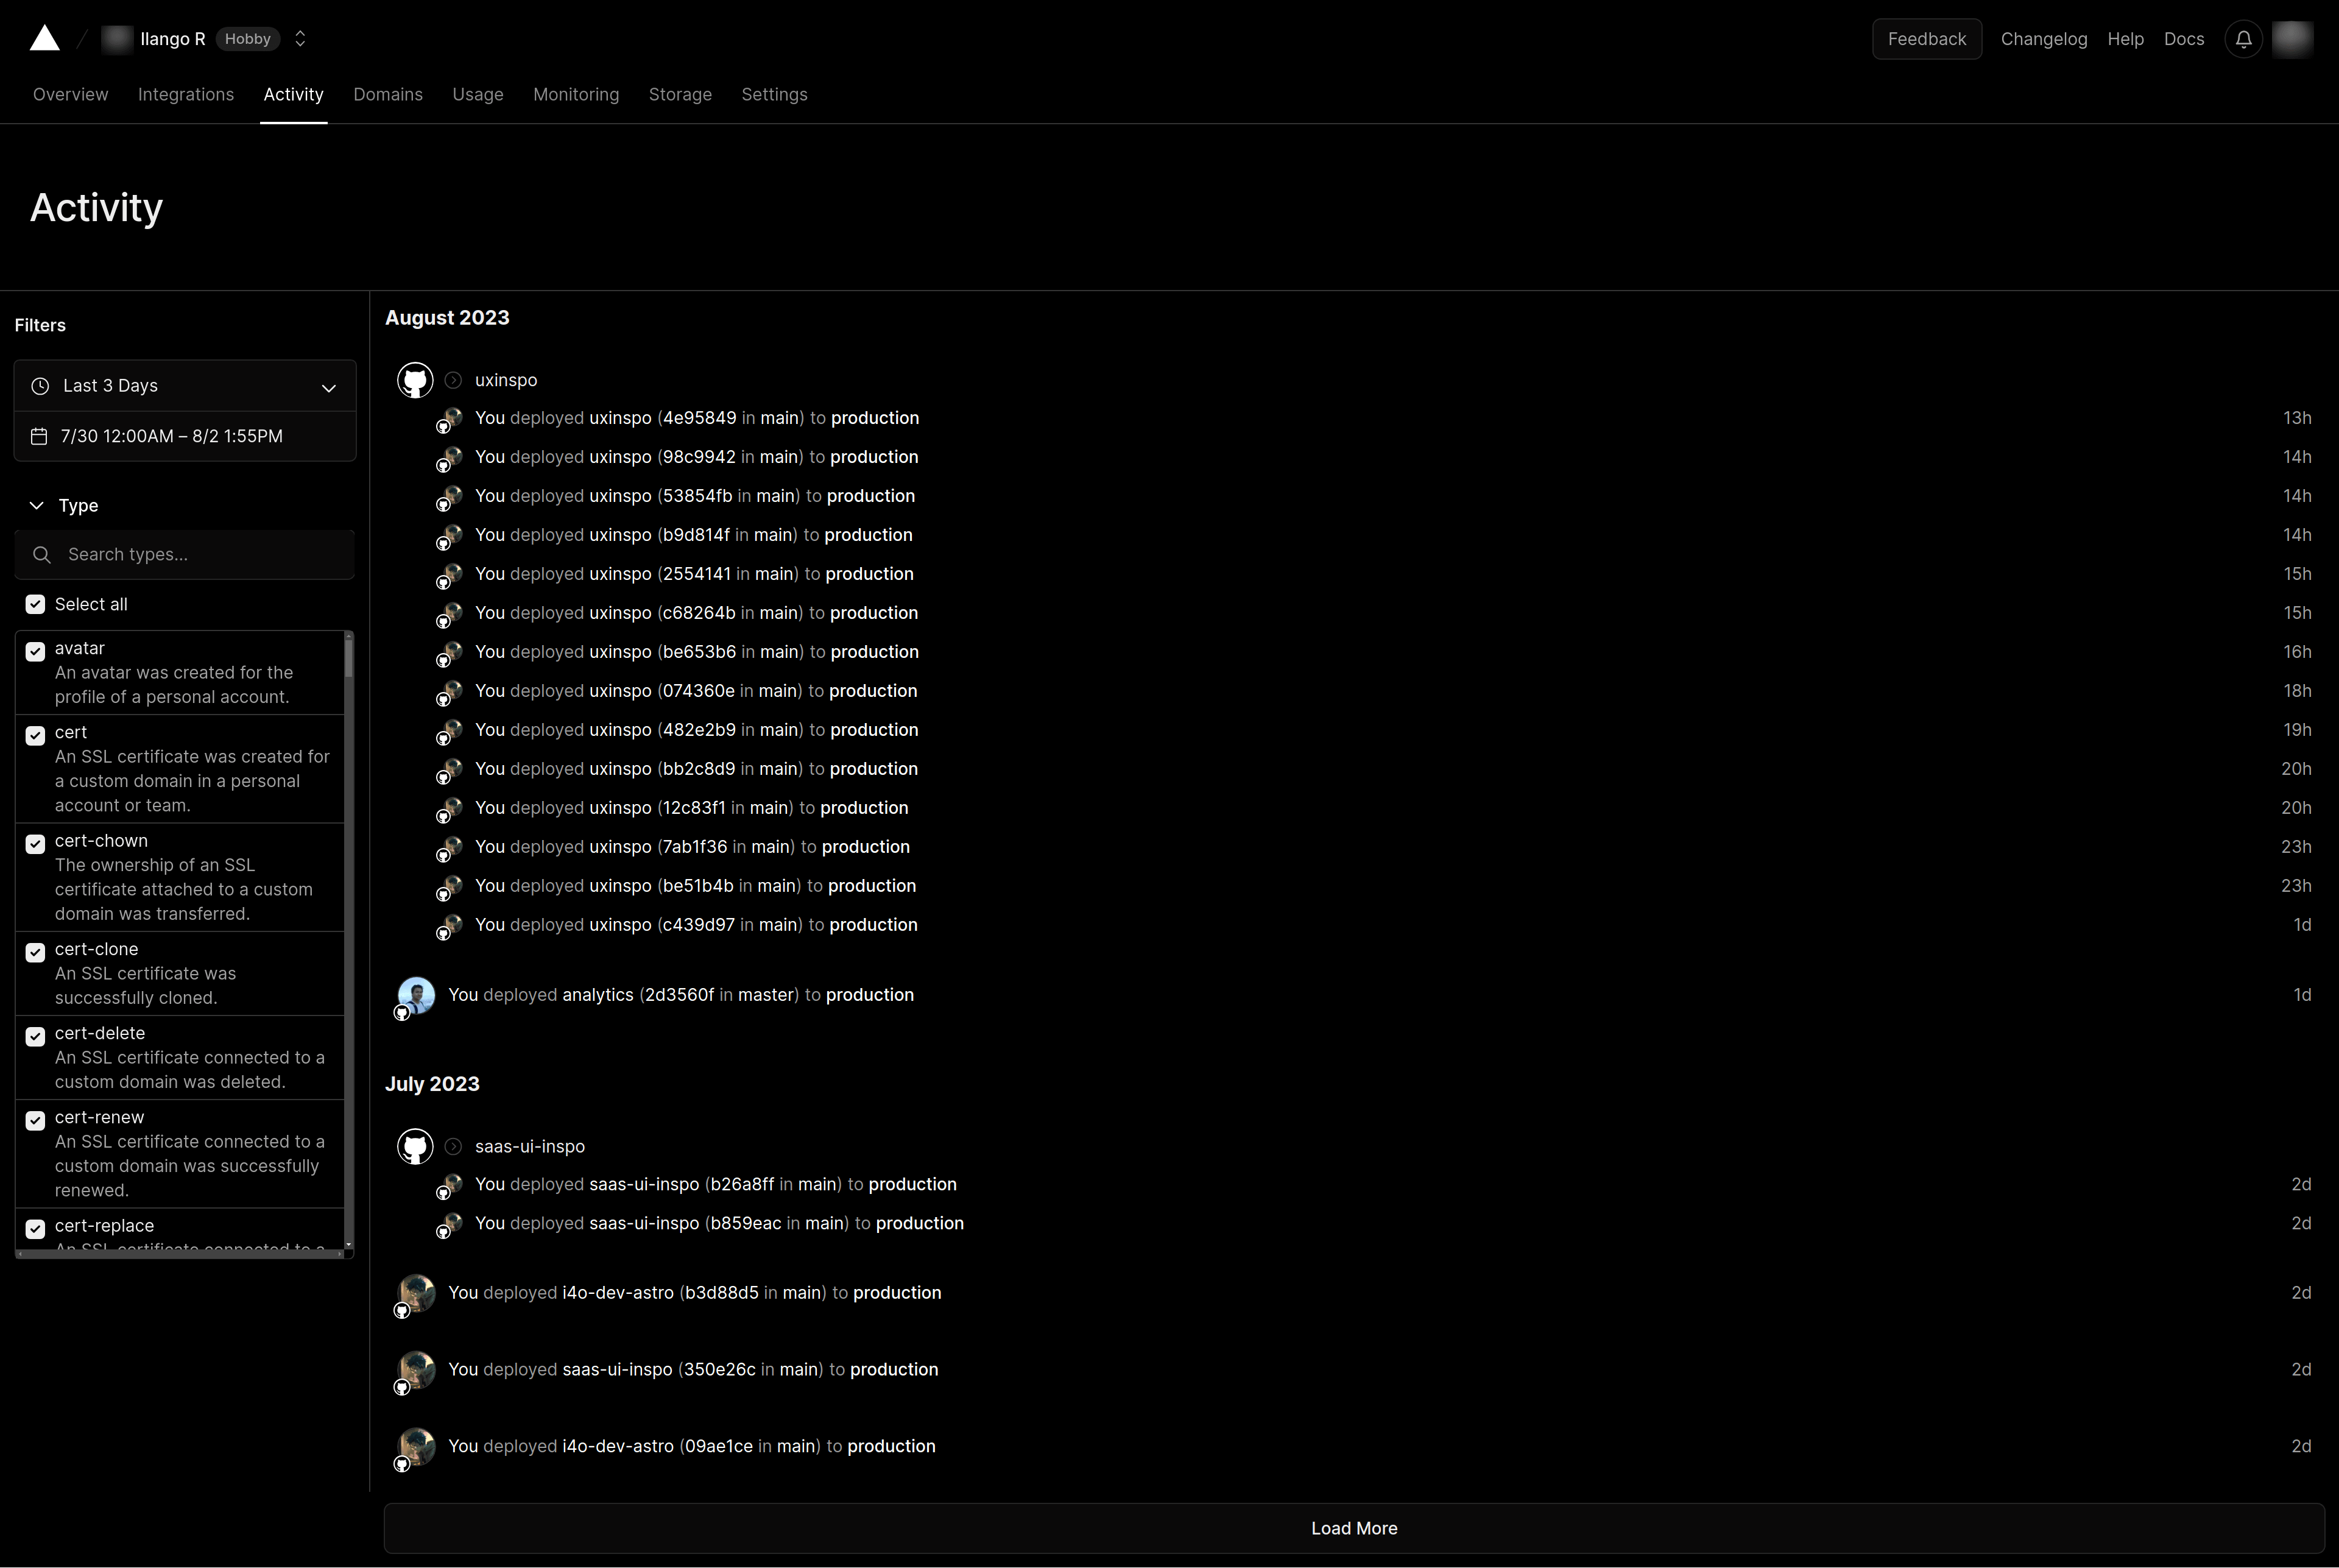 Ilango R Hobby
Feedback Changelog Help Docs
Overview Integrations Activity Domains Usage Monitoring Storage Settings
Activity
Filters
Last 3 Days
7/30 12:00AM – 8/2 1:55PM
Type
Search types...
Select all
avatar
An avatar was created for the
profile of a personal account.
cert
An SSL certificate was created for
a custom domain in a personal
account or team.
cert-chown
The ownership of an SSL
certificate attached to a custom
domain was transferred.
cert-clone
An SSL certificate was
successfully cloned.
cert-delete
An SSL certificate connected to a
custom domain was deleted.
cert-renew
An SSL certificate connected to a
custom domain was successfully
renewed.
cert-replace
An SSL certificate connected to a
August 2023
uxinspo
You deployed uxinspo (4e95849 in main) to production 13h
You deployed uxinspo (98c9942 in main) to production 14h
You deployed uxinspo (53854fb in main) to production 14h
You deployed uxinspo (b9d814f in main) to production 14h
You deployed uxinspo (2554141 in main) to production 15h
You deployed uxinspo (c68264b in main) to production 15h
You deployed uxinspo (be653b6 in main) to production 16h
You deployed uxinspo (074360e in main) to production 18h
You deployed uxinspo (482e2b9 in main) to production 19h
You deployed uxinspo (bb2c8d9 in main) to production 20h
You deployed uxinspo (12c83f1 in main) to production 20h
You deployed uxinspo (7ab1f36 in main) to production 23h
You deployed uxinspo (be51b4b in main) to production 23h
You deployed uxinspo (c439d97 in main) to production 1d
You deployed analytics (2d3560f in master) to production 1d
July 2023
saas-ui-inspo
You deployed saas-ui-inspo (b26a8ff in main) to production 2d
You deployed saas-ui-inspo (b859eac in main) to production 2d
You deployed i4o-dev-astro (b3d88d5 in main) to production 2d
You deployed saas-ui-inspo (350e26c in main) to production 2d
You deployed i4o-dev-astro (09ae1ce in main) to production 2d
Load More